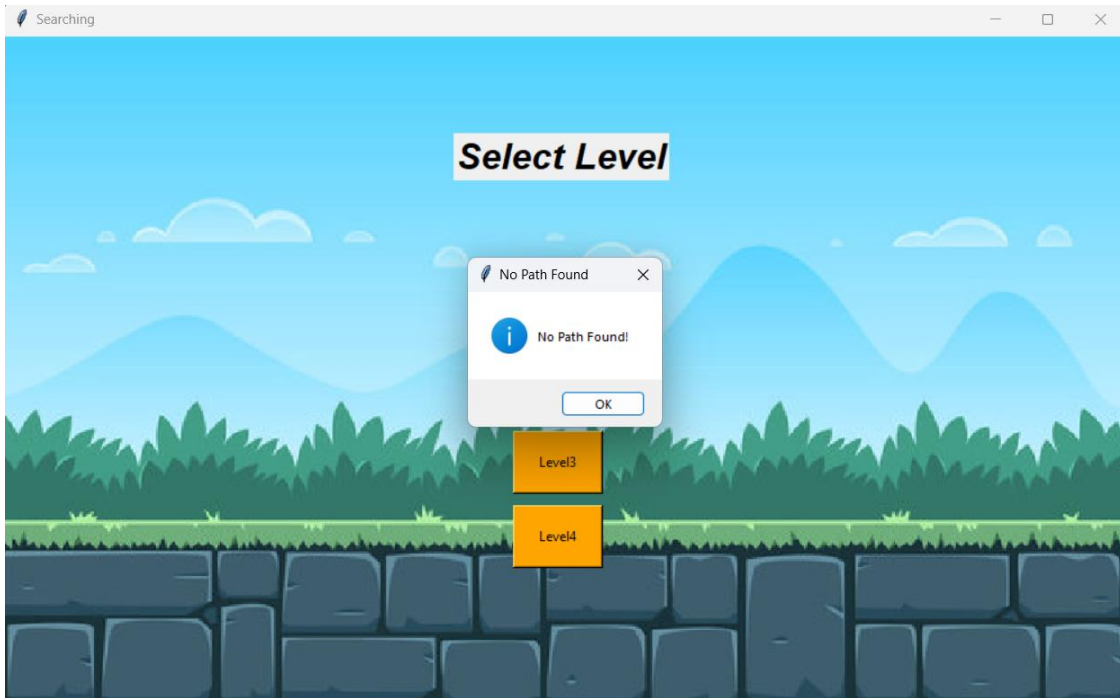 Searching
Select Level
No Path Found
No Path Found!
OK
Level3
Level4